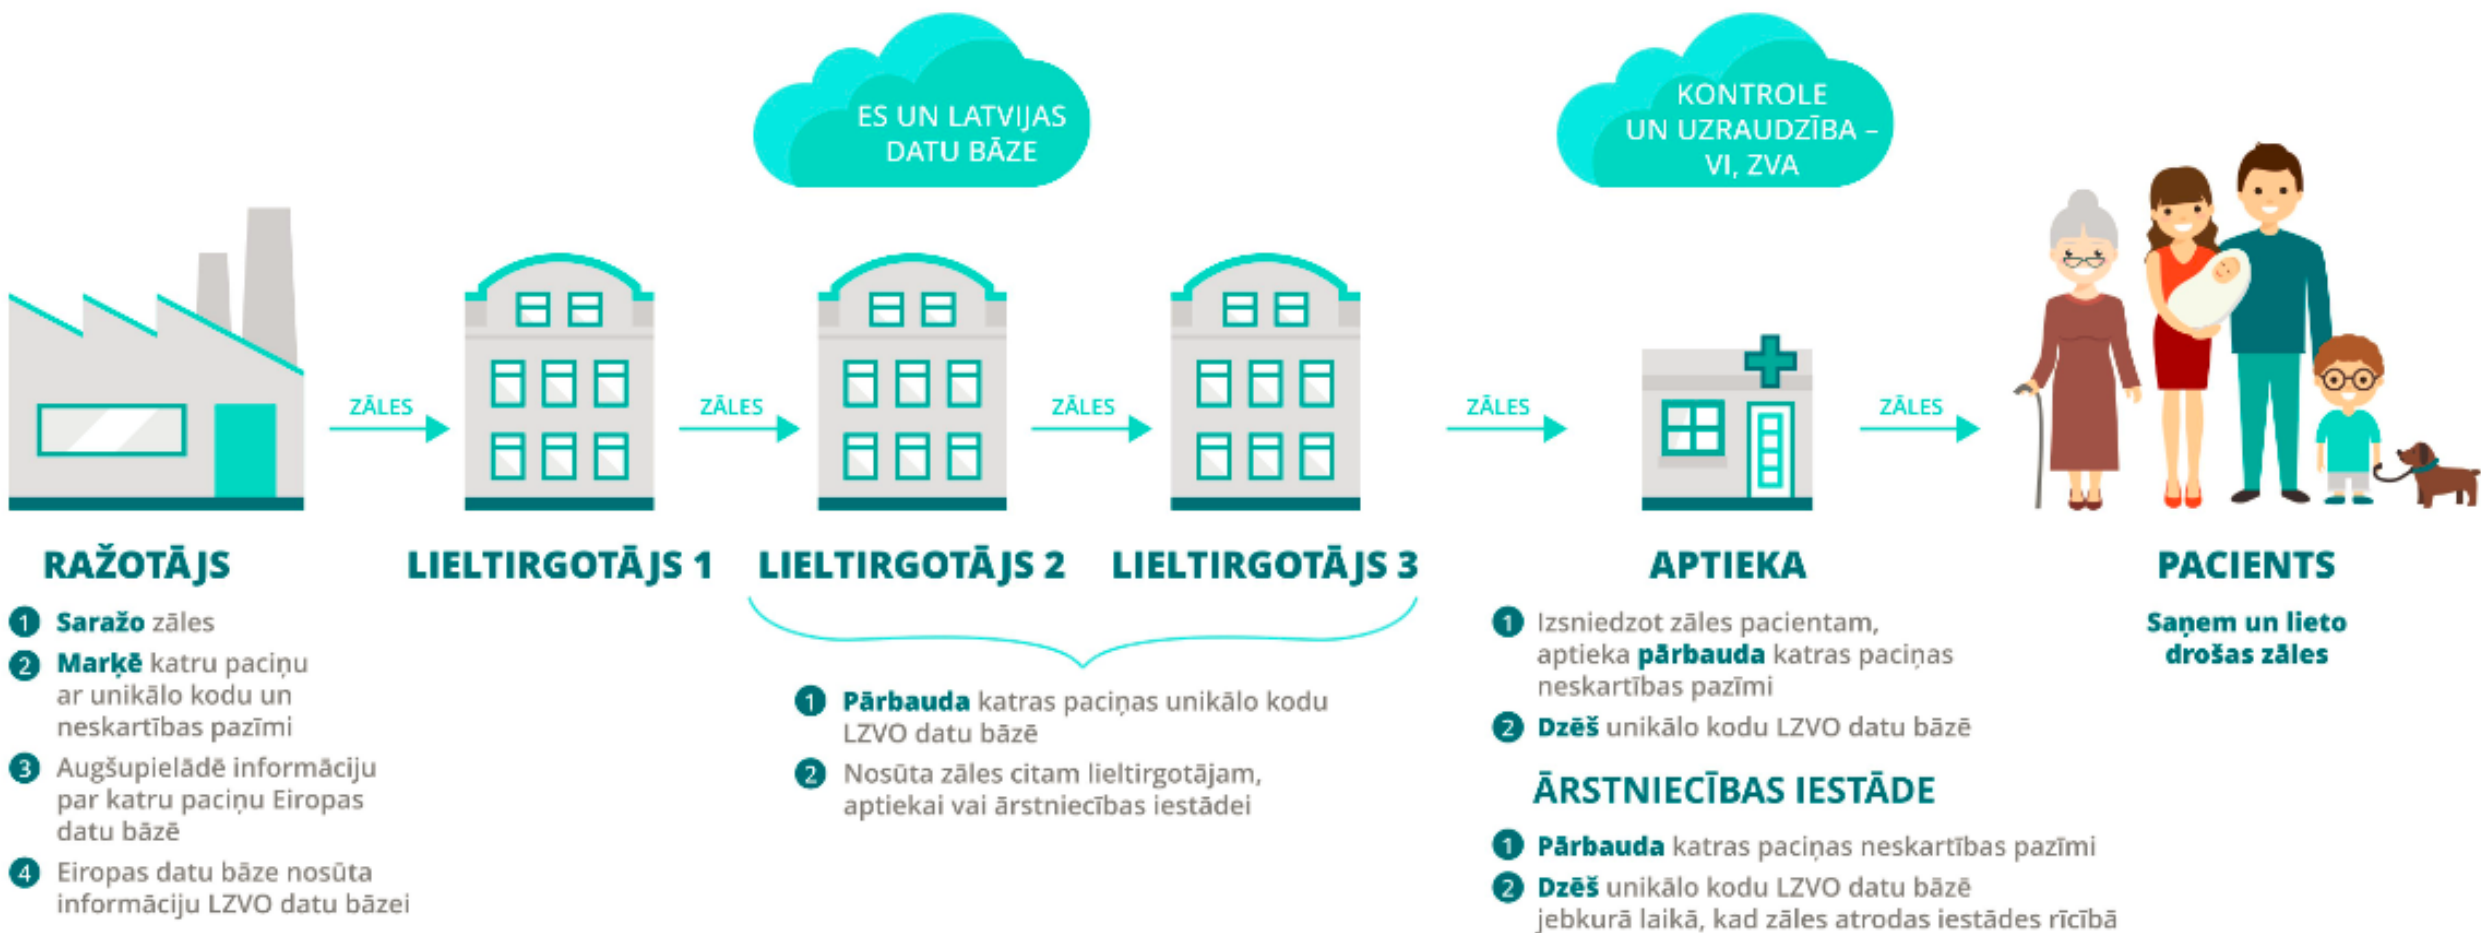 ES UN LATVIJAS
DATU BĀZE
KONTROLE
UN UZRAUDZĪBA –
VI, ZVA
ZĀLES
ZĀLES
ZĀLES
ZĀLES
ZĀLES
RAŽOTĀJS
1 Saražo zāles
2 Marķē katru paciņu
ar unikālo kodu un
neskartības pazīmi
3 Augšupielādē informāciju
par katru paciņu Eiropas
datu bāzē
4 Eiropas datu bāze nosūta
informāciju LZVO datu bāzei
LIELTIRGOTĀJS 1
LIELTIRGOTĀJS 2
LIELTIRGOTĀJS 3
1 Pārbauda katras paciņas unikālo kodu
LZVO datu bāzē
2 Nosūta zāles citam lieltirgotājam,
aptiekai vai ārstniecības iestādei
APTIEKA
1 Izsniedzot zāles pacientam,
aptieka pārbauda katras paciņas
neskartības pazīmi
2 Dzēš unikālo kodu LZVO datu bāzē
ĀRSTNIECĪBAS IESTĀDE
1 Pārbauda katras paciņas neskartības pazīmi
2 Dzēš unikālo kodu LZVO datu bāzē
jebkurā laikā, kad zāles atrodas iestādes rīcībā
PACIENTS
Saņem un lieto
drošas zāles